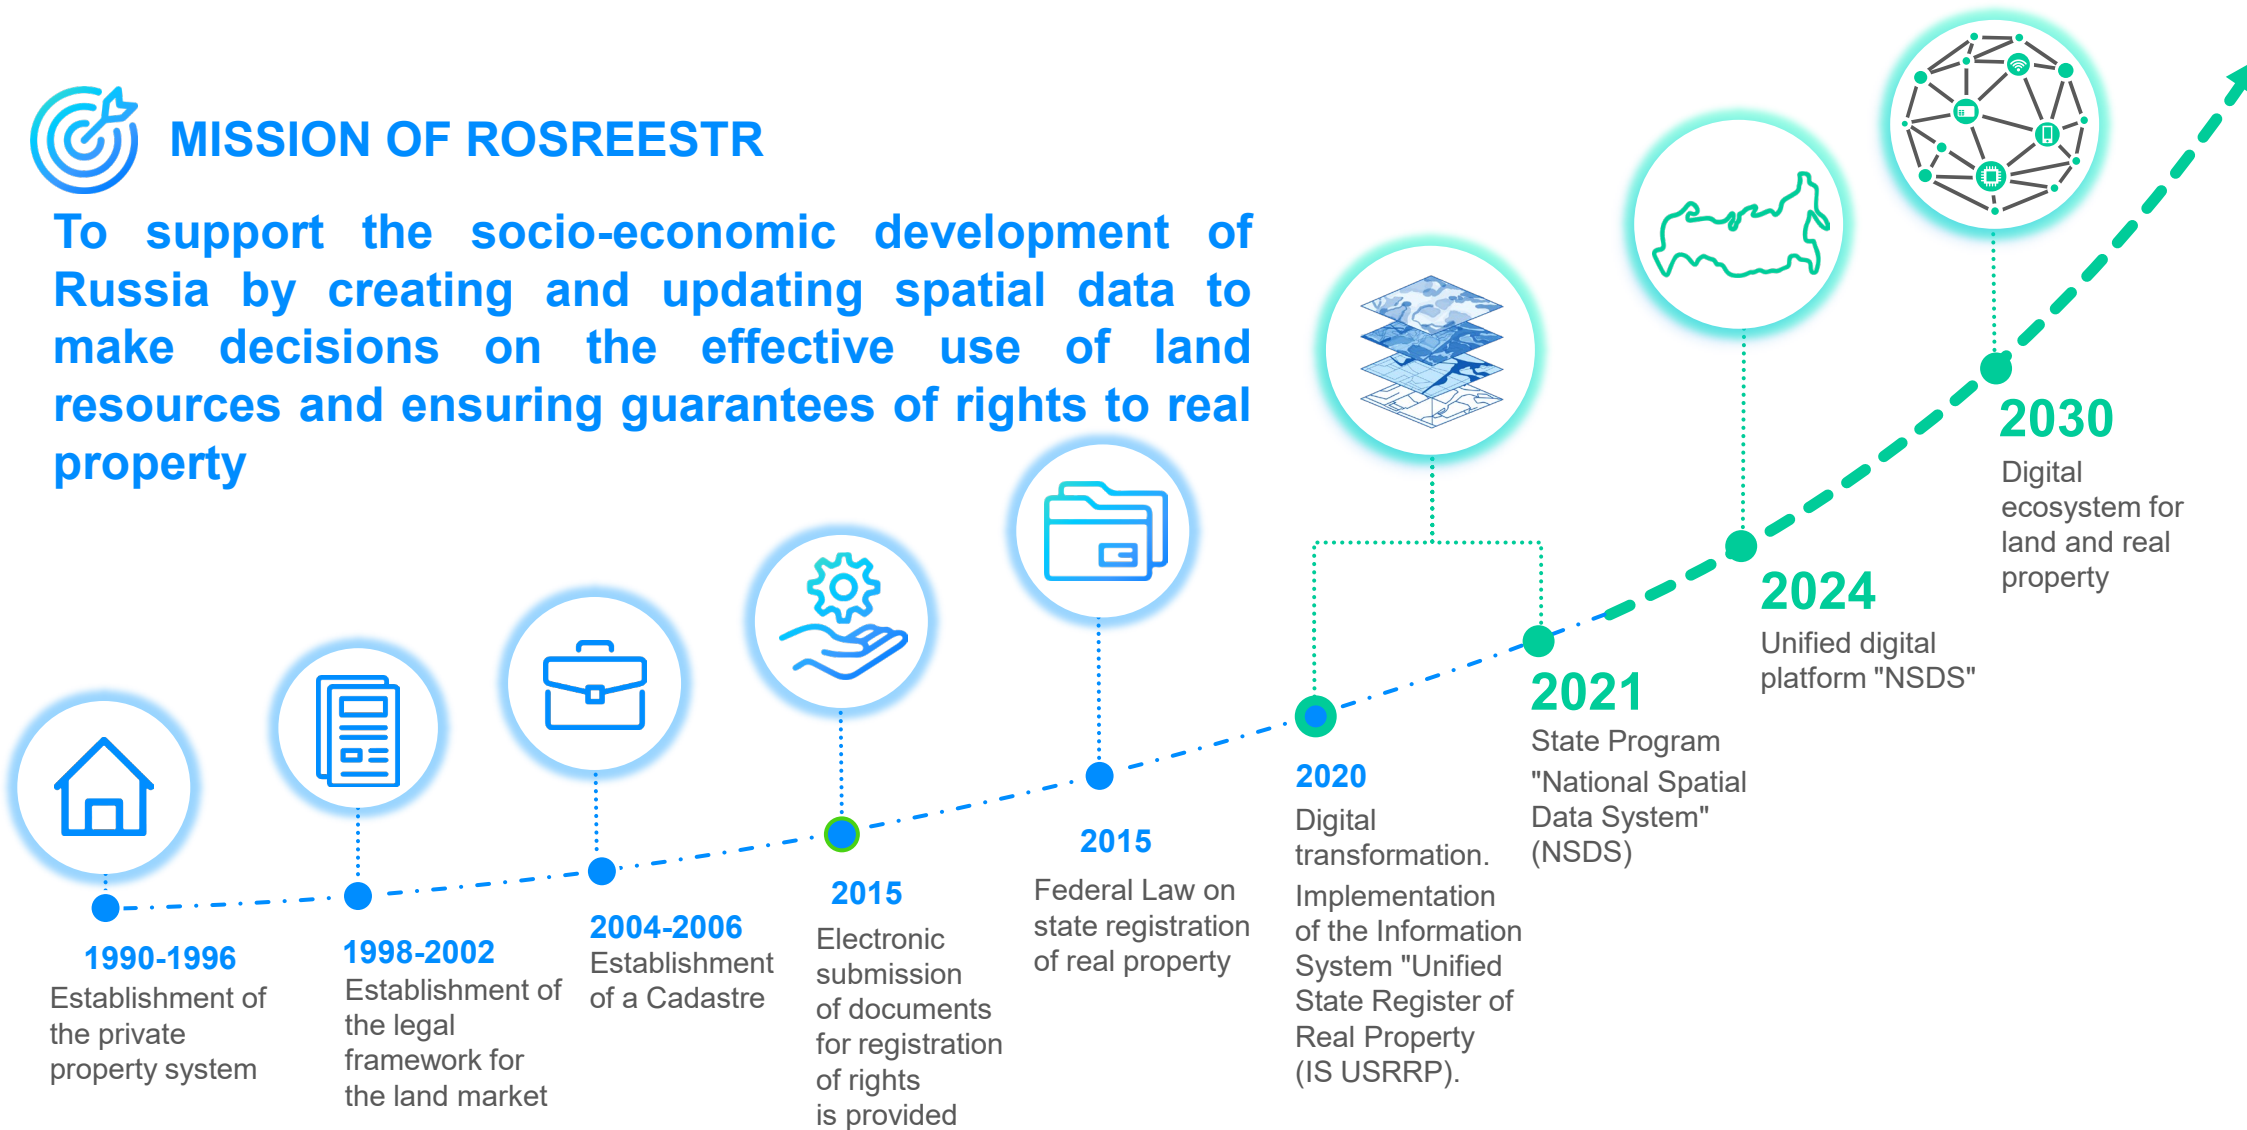 MISSION OF ROSREESTR
To support the socio-economic development of
Russia by creating and updating spatial data to
make decisions on the effective use of land
resources and ensuring guarantees of rights to real
property
1990-1996
Establishment of
the private
property system
1998-2002
Establishment of
the legal
framework for
the land market
2004-2006
Establishment
of a Cadastre
2015
Electronic
submission
of documents
for registration
of rights
is provided
2015
Federal Law on
state registration
of real property
2020
Digital
transformation.
Implementation
of the Information
System "Unified
State Register of
Real Property
(IS USRRP).
2021
State Program
"National Spatial
Data System"
(NSDS)
2024
Unified digital
platform "NSDS"
2030
Digital
ecosystem for
land and real
property